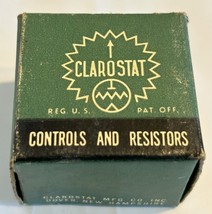 CLAROSTAT
REG. U.S. PAT. OFF.
CONTROLS AND RESISTORS
CLAROSTAT MFG. CO. INC.
DOVER, NEW HAMPSHIRE